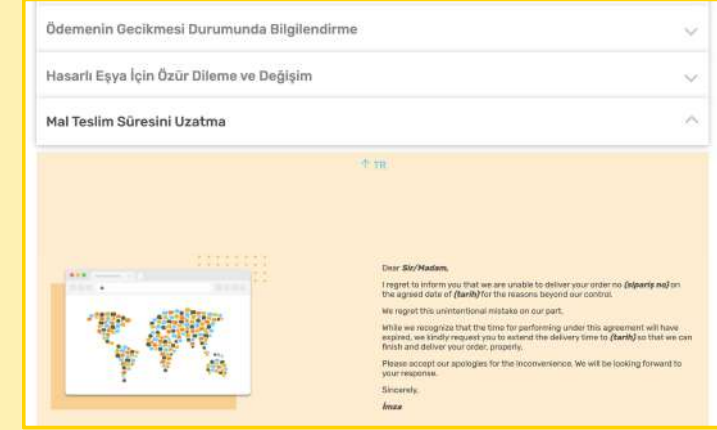 Ödemenin Gecikmesi Durumunda Bilgilendirme
Hasarlı Eşya İçin Özür Dileme ve Değişim
Mal Teslim Süresini Uzatma
↑ TR
Dear Sir/Madam,
I regret to inform you that we are unable to deliver your order no (sipariş no) on
the agreed date of (tarih) for the reasons beyond our control.
We regret this unintentional mistake on our part.
While we recognize that the time for performing under this agreement will have
expired, we kindly request you to extend the delivery time to (tarih) so that we can
finish and deliver your order, properly.
Please accept our apologies for the inconvenience. We will be looking forward to
your response.
Sincerely,
İmza